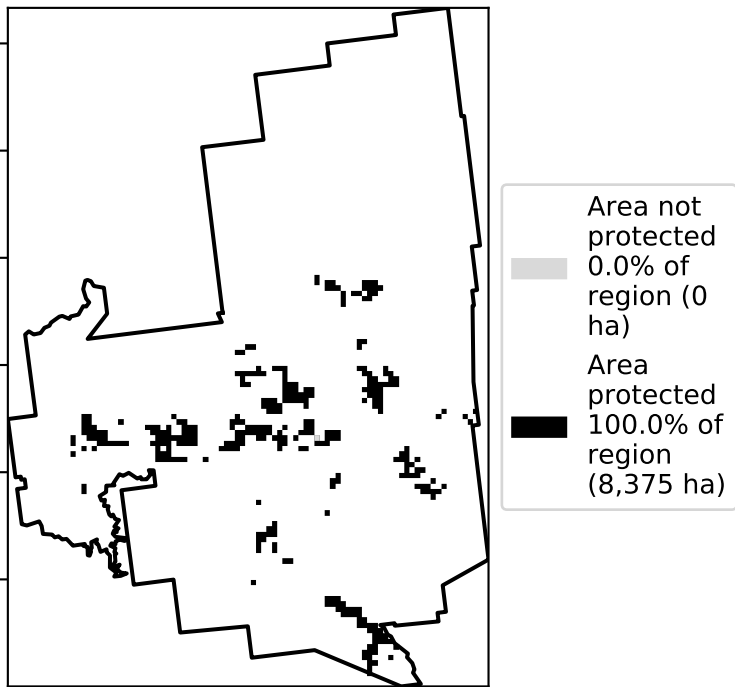 Area not
protected
0.0% of
region (0
ha)
Area
protected
100.0% of
region
(8,375 ha)